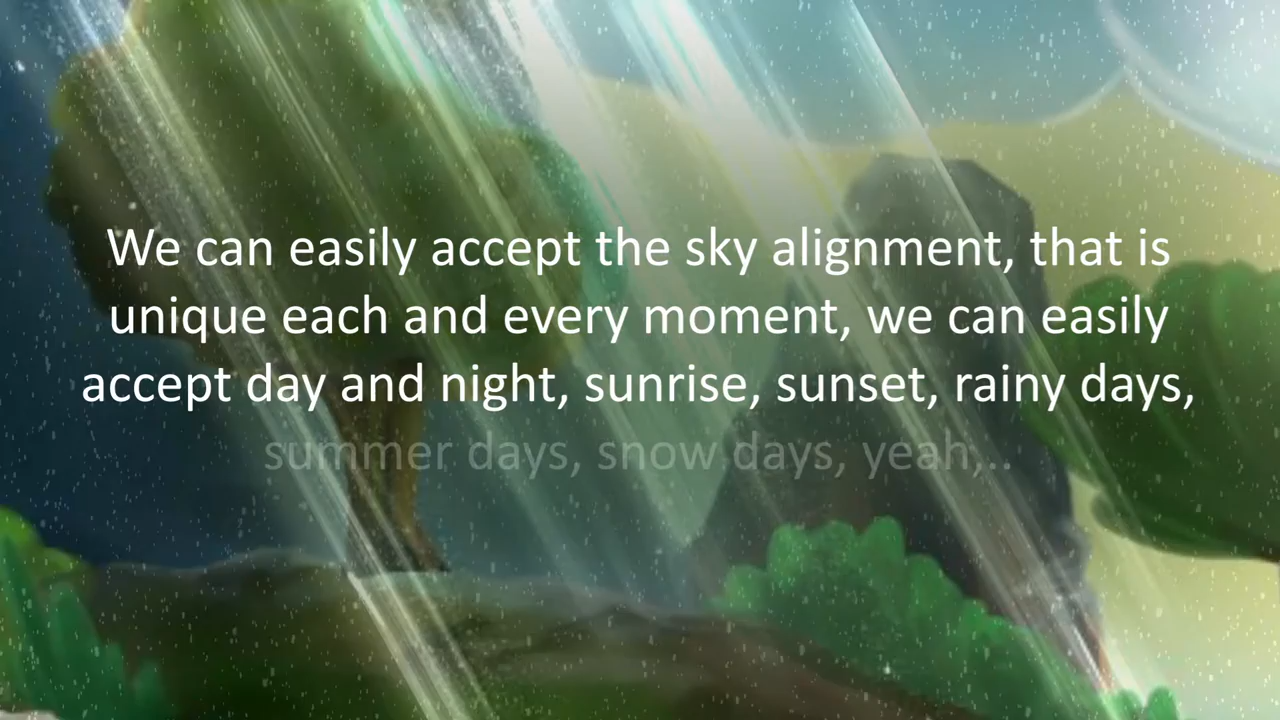 We can easily accept the sky alignment, that is
unique each and every moment, we can easily
accept day and night, sunrise, sunset, rainy days,
summer days, snow days, yeah,..